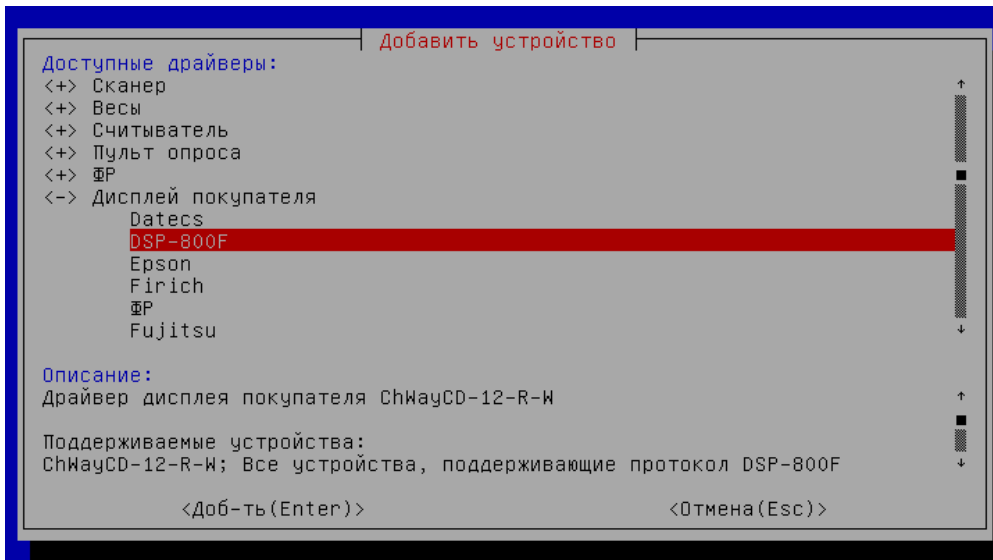 Добавить устройство
Доступные драйверы:
<+> Сканер
<+> Весы
<+> Считыватель
<+> Пульт опроса
<+> ФР
<-> Дисплей покупателя
Datecs
DSP-800F
Epson
Firich
ФР
Fujitsu
Описание:
Драйвер дисплея покупателя ChWayCD-12-R-W
Поддерживаемые устройства:
ChWayCD-12-R-W; Все устройства, поддерживающие протокол DSP-800F
<Доб-ть(Enter)> <Отмена(Esc)>